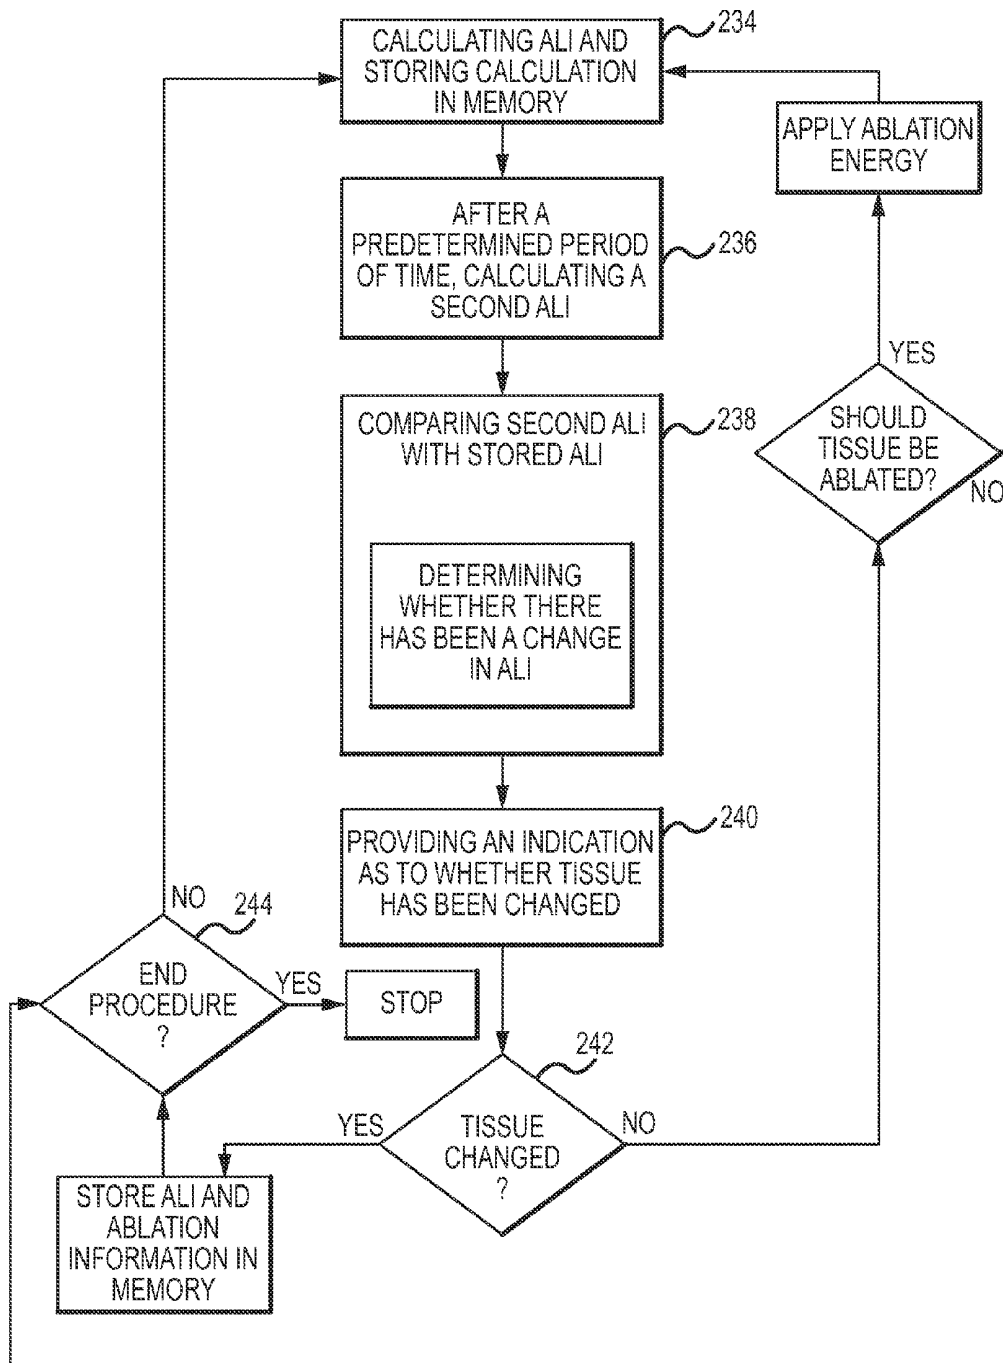 CALCULATING ALI AND
STORING CALCULATION
IN MEMORY
234
APPLY ABLATION
ENERGY
AFTER A
PREDETERMINED PERIOD
OF TIME, CALCULATING A
SECOND ALI
236
YES
SHOULD
TISSUE BE
ABLATED?
NO
COMPARING SECOND ALI
WITH STORED ALI
238
DETERMINING
WHETHER THERE
HAS BEEN A CHANGE
IN ALI
PROVIDING AN INDICATION
AS TO WHETHER TISSUE
HAS BEEN CHANGED
240
NO
244
END
PROCEDURE
?
YES
STOP
242
YES
TISSUE
CHANGED
?
NO
STORE ALI AND
ABLATION
INFORMATION IN
MEMORY